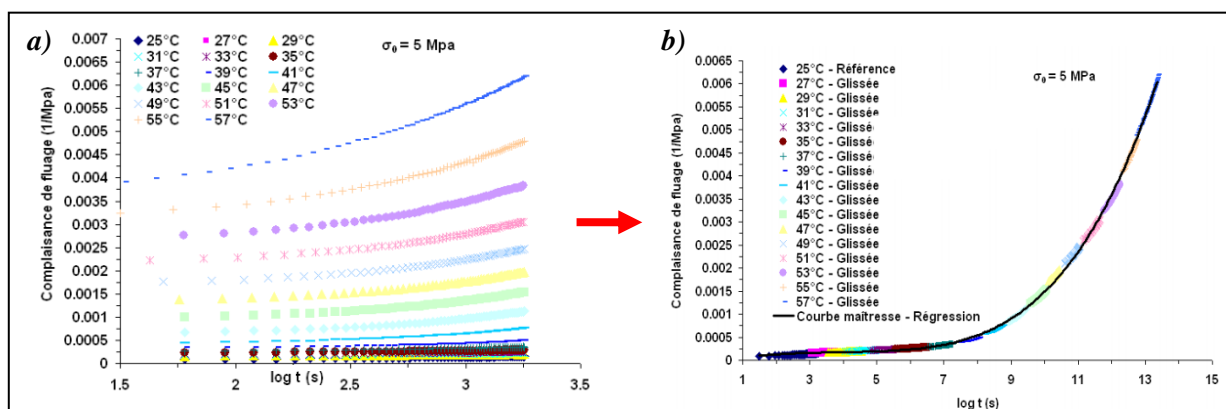 a)
25°C 27°C 29°C
31°C 33°C 35°C
37°C 39°C 41°C
43°C 45°C 47°C
49°C 51°C 53°C
55°C 57°C
σ₀ = 5 Mpa
Complaisance de fluage (1/Mpa)
0.007
0.0065
0.006
0.0055
0.005
0.0045
0.004
0.0035
0.003
0.0025
0.002
0.0015
0.001
0.0005
0
1.5 2 2.5 3 3.5
log t (s)
b)
25°C - Référence
27°C - Glissée
29°C - Glissée
31°C - Glissée
33°C - Glissé
35°C - Glissée
37°C - Glissé
39°C - Glissé
41°C - Glissée
43°C - Glissée
45°C - Glissée
47°C - Glissée
49°C - Glissée
51°C - Glissée
53°C - Glissée
55°C - Glissée
57°C - Glissée
Courbe maîtresse - Régression
σ₀ = 5 MPa
Complaisance de fluage (1/Mpa)
0.0065
0.006
0.0055
0.005
0.0045
0.004
0.0035
0.003
0.0025
0.002
0.0015
0.001
0.0005
0
1 3 5 7 9 11 13 15
log t (s)